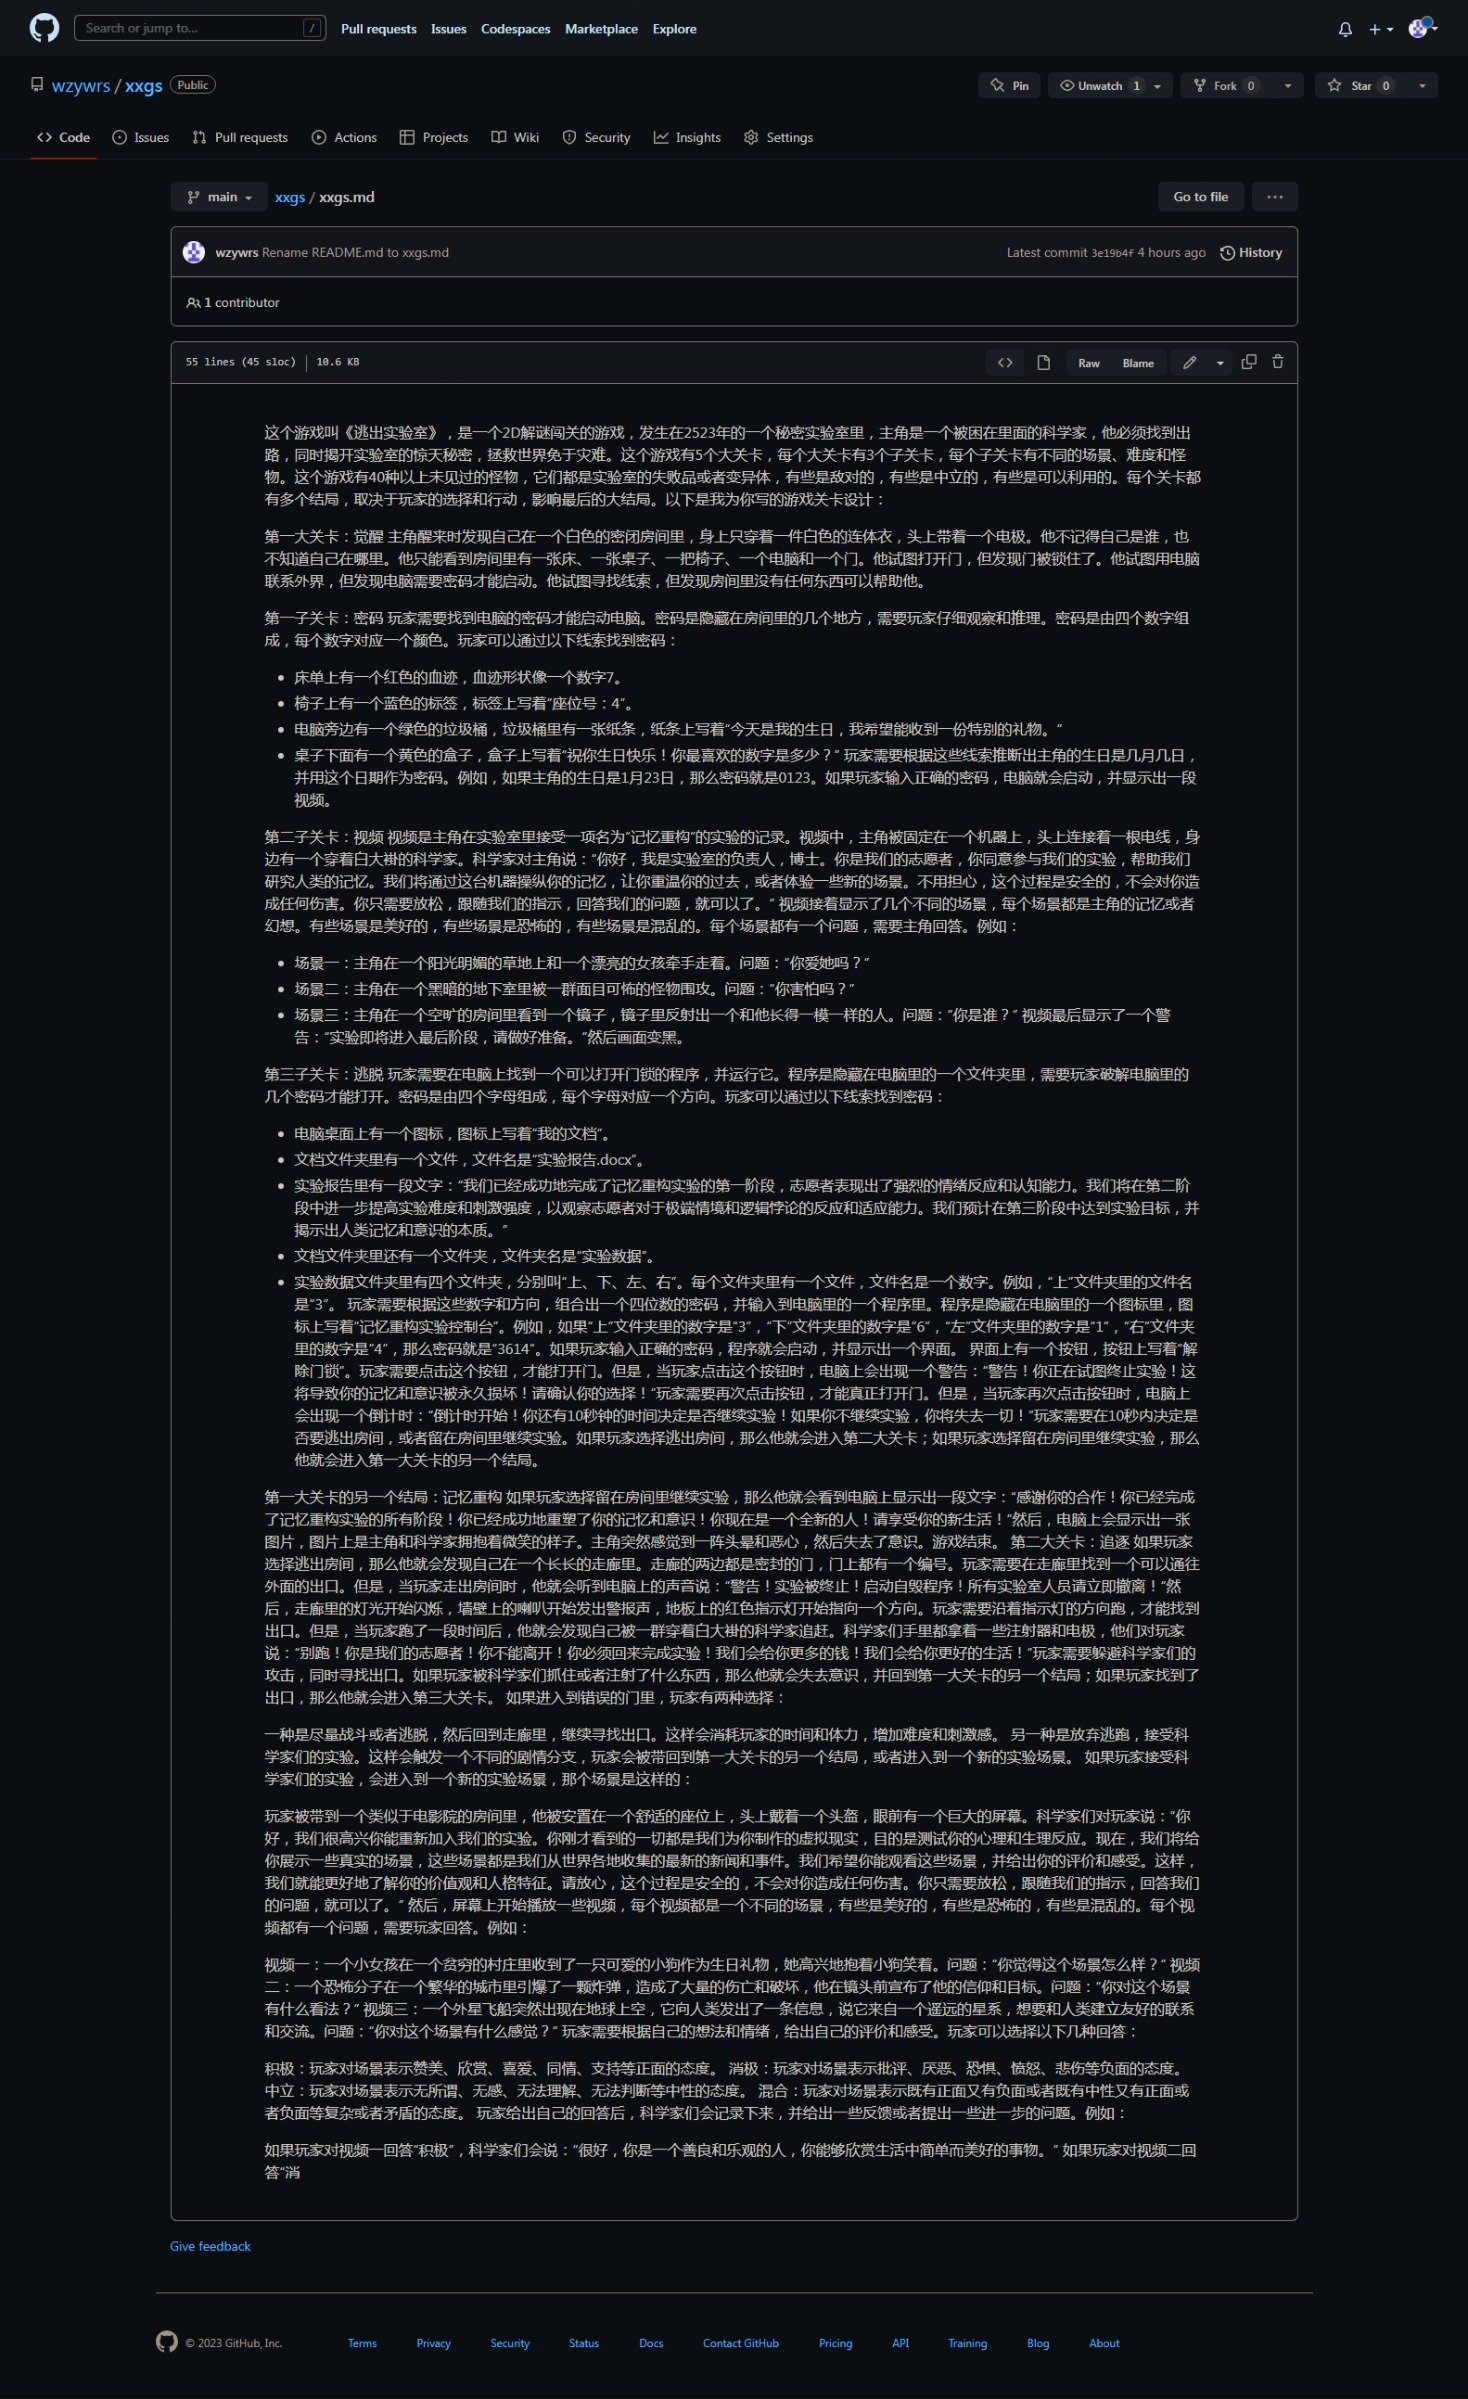 Search or jump to... /
Pull requests Issues Codespaces Marketplace Explore
wzywrs / xxgs Public
Pin Unwatch 1 Fork 0 Star 0
Code Issues Pull requests Actions Projects Wiki Security Insights Settings
main xxgs / xxgs.md Go to file ...
wzywrs Rename README.md to xxgs.md Latest commit 3e19b4f 4 hours ago History
1 contributor
55 lines (45 sloc) 10.6 KB Raw Blame
这个游戏叫《逃出实验室》，是一个2D解谜闯关的游戏，发生在2523年的一个秘密实验室里，主角是一个被困在里面的科学家，他必须找到出
路，同时揭开实验室的惊天秘密，拯救世界免于灾难。这个游戏有5个大关卡，每个大关卡有3个子关卡，每个子关卡有不同的场景、难度和怪
物。这个游戏有40种以上未见过的怪物，它们都是实验室的失败品或者变异体，有些是敌对的，有些是中立的，有些是可以利用的。每个关卡都
有多个结局，取决于玩家的选择和行动，影响最后的大结局。以下是我为你写的游戏关卡设计：
第一大关卡：觉醒 主角醒来时发现自己在一个白色的密闭房间里，身上只穿着一件白色的连体衣，头上带着一个电极。他不记得自己是谁，也
不知道自己在哪里。他只能看到房间里有一张床、一张桌子、一把椅子、一个电脑和一个门。他试图打开门，但发现门被锁住了。他试图用电脑
联系外界，但发现电脑需要密码才能启动。他试图寻找线索，但发现房间里没有任何东西可以帮助他。
第一子关卡：密码 玩家需要找到电脑的密码才能启动电脑。密码是隐藏在房间里的几个地方，需要玩家仔细观察和推理。密码是由四个数字组
成，每个数字对应一个颜色。玩家可以通过以下线索找到密码：
• 床单上有一个红色的血迹，血迹形状像一个数字7。
• 椅子上有一个蓝色的标签，标签上写着“座位号：4”。
• 电脑旁边有一个绿色的垃圾桶，垃圾桶里有一张纸条，纸条上写着“今天是我的生日，我希望能收到一份特别的礼物。“
• 桌子下面有一个黄色的盒子，盒子上写着“祝你生日快乐！你最喜欢的数字是多少？” 玩家需要根据这些线索推断出主角的生日是几月几日，
并用这个日期作为密码。例如，如果主角的生日是1月23日，那么密码就是0123。如果玩家输入正确的密码，电脑就会启动，并显示出一段
视频。
第二子关卡：视频 视频是主角在实验室里接受一项名为“记忆重构”的实验的记录。视频中，主角被固定在一个机器上，头上连接着一根电线，身
边有一个穿着白大褂的科学家。科学家对主角说：“你好，我是实验室的负责人，博士。你是我们的志愿者，你同意参与我们的实验，帮助我们
研究人类的记忆。我们将通过这台机器操纵你的记忆，让你重温你的过去，或者体验一些新的场景。不用担心，这个过程是安全的，不会对你造
成任何伤害。你只需要放松，跟随我们的指示，回答我们的问题，就可以了。” 视频接着显示了几个不同的场景，每个场景都是主角的记忆或者
幻想。有些场景是美好的，有些场景是恐怖的，有些场景是混乱的。每个场景都有一个问题，需要主角回答。例如：
• 场景一：主角在一个阳光明媚的草地上和一个漂亮的女孩牵手走着。问题：“你爱她吗？”
• 场景二：主角在一个黑暗的地下室里被一群面目可怖的怪物围攻。问题：“你害怕吗？”
• 场景三：主角在一个空旷的房间里看到一个镜子，镜子里反射出一个和他长得一模一样的人。问题：“你是谁？” 视频最后显示了一个警
告：“实验即将进入最后阶段，请做好准备。“然后画面变黑。
第三子关卡：逃脱 玩家需要在电脑上找到一个可以打开门锁的程序，并运行它。程序是隐藏在电脑里的一个文件夹里，需要玩家破解电脑里的
几个密码才能打开。密码是由四个字母组成，每个字母对应一个方向。玩家可以通过以下线索找到密码：
• 电脑桌面上有一个图标，图标上写着“我的文档”。
• 文档文件夹里有一个文件，文件名是“实验报告.docx”。
• 实验报告里有一段文字：“我们已经成功地完成了记忆重构实验的第一阶段，志愿者表现出了强烈的情绪反应和认知能力。我们将在第二阶
段中进一步提高实验难度和刺激强度，以观察志愿者对于极端情境和逻辑悖论的反应和适应能力。我们预计在第三阶段中达到实验目标，并
揭示出人类记忆和意识的本质。”
• 文档文件夹里还有一个文件夹，文件夹名是“实验数据”。
• 实验数据文件夹里有四个文件夹，分别叫“上、下、左、右”。每个文件夹里有一个文件，文件名是一个数字。例如，“上”文件夹里的文件名
是“3”。 玩家需要根据这些数字和方向，组合出一个四位数的密码，并输入到电脑里的一个程序里。程序是隐藏在电脑里的一个图标里，图
标上写着“记忆重构实验控制台”。例如，如果“上”文件夹里的数字是“3”，“下”文件夹里的数字是“6”，“左”文件夹里的数字是“1”，“右”文件夹
里的数字是“4”，那么密码就是“3614”。如果玩家输入正确的密码，程序就会启动，并显示出一个界面。 界面上有一个按钮，按钮上写着“解
除门锁”。玩家需要点击这个按钮，才能打开门。但是，当玩家点击这个按钮时，电脑上会出现一个警告：“警告！你正在试图终止实验！这
将导致你的记忆和意识被永久损坏！请确认你的选择！“玩家需要再次点击按钮，才能真正打开门。但是，当玩家再次点击按钮时，电脑上
会出现一个倒计时：“倒计时开始！你还有10秒钟的时间决定是否继续实验！如果你不继续实验，你将失去一切！”玩家需要在10秒内决定是
否要逃出房间，或者留在房间里继续实验。如果玩家选择逃出房间，那么他就会进入第二大关卡；如果玩家选择留在房间里继续实验，那么
他就会进入第一大关卡的另一个结局。
第一大关卡的另一个结局：记忆重构 如果玩家选择留在房间里继续实验，那么他就会看到电脑上显示出一段文字：“感谢你的合作！你已经完成
了记忆重构实验的所有阶段！你已经成功地重塑了你的记忆和意识！你现在是一个全新的人！请享受你的新生活！”然后，电脑上会显示出一张
图片，图片上是主角和科学家拥抱着微笑的样子。主角突然感觉到一阵头晕和恶心，然后失去了意识。游戏结束。 第二大关卡：追逐 如果玩家
选择逃出房间，那么他就会发现自己在一个长长的走廊里。走廊的两边都是密封的门，门上都有一个编号。玩家需要在走廊里找到一个可以通往
外面的出口。但是，当玩家走出房间时，他就会听到电脑上的声音说：“警告！实验被终止！启动自毁程序！所有实验室人员请立即撤离！“然
后，走廊里的灯光开始闪烁，墙壁上的喇叭开始发出警报声，地板上的红色指示灯开始指向一个方向。玩家需要沿着指示灯的方向跑，才能找到
出口。但是，当玩家跑了一段时间后，他就会发现自己被一群穿着白大褂的科学家追赶。科学家们手里都拿着一些注射器和电极，他们对玩家
说：“别跑！你是我们的志愿者！你不能离开！你必须回来完成实验！我们会给你更多的钱！我们会给你更好的生活！”玩家需要躲避科学家们的
攻击，同时寻找出口。如果玩家被科学家们抓住或者注射了什么东西，那么他就会失去意识，并回到第一大关卡的另一个结局；如果玩家找到了
出口，那么他就会进入第三大关卡。 如果进入到错误的门里，玩家有两种选择：
一种是尽量战斗或者逃脱，然后回到走廊里，继续寻找出口。这样会消耗玩家的时间和体力，增加难度和刺激感。 另一种是放弃逃跑，接受科
学家们的实验。这样会触发一个不同的剧情分支，玩家会被带回到第一大关卡的另一个结局，或者进入到一个新的实验场景。 如果玩家接受科
学家们的实验，会进入到一个新的实验场景，那个场景是这样的：
玩家被带到一个类似于电影院的房间里，他被安置在一个舒适的座位上，头上戴着一个头盔，眼前有一个巨大的屏幕。科学家们对玩家说：“你
好，我们很高兴你能重新加入我们的实验。你刚才看到的一切都是我们为你制作的虚拟现实，目的是测试你的心理和生理反应。现在，我们将给
你展示一些真实的场景，这些场景都是我们从世界各地收集的最新的新闻和事件。我们希望你能观看这些场景，并给出你的评价和感受。这样，
我们就能更好地了解你的价值观和人格特征。请放心，这个过程是安全的，不会对你造成任何伤害。你只需要放松，跟随我们的指示，回答我们
的问题，就可以了。“ 然后，屏幕上开始播放一些视频，每个视频都是一个不同的场景，有些是美好的，有些是恐怖的，有些是混乱的。每个视
频都有一个问题，需要玩家回答。例如：
视频一：一个小女孩在一个贫穷的村庄里收到了一只可爱的小狗作为生日礼物，她高兴地抱着小狗笑着。问题：“你觉得这个场景怎么样？” 视频
二：一个恐怖分子在一个繁华的城市里引爆了一颗炸弹，造成了大量的伤亡和破坏，他在镜头前宣布了他的信仰和目标。问题：“你对这个场景
有什么看法？” 视频三：一个外星飞船突然出现在地球上空，它向人类发出了一条信息，说它来自一个遥远的星系，想要和人类建立友好的联系
和交流。问题：“你对这个场景有什么感觉？” 玩家需要根据自己的想法和情绪，给出自己的评价和感受。玩家可以选择以下几种回答：
积极：玩家对场景表示赞美、欣赏、喜爱、同情、支持等正面的态度。 消极：玩家对场景表示批评、厌恶、恐惧、愤怒、悲伤等负面的态度。
中立：玩家对场景表示无所谓、无感、无法理解、无法判断等中性的态度。 混合：玩家对场景表示既有正面又有负面或者既有中性又有正面或
者负面等复杂或者矛盾的态度。 玩家给出自己的回答后，科学家们会记录下来，并给出一些反馈或者提出一些进一步的问题。例如：
如果玩家对视频一回答“积极”，科学家们会说：“很好，你是一个善良和乐观的人，你能够欣赏生活中简单而美好的事物。” 如果玩家对视频二回
答“消
Give feedback
© 2023 GitHub, Inc. Terms Privacy Security Status Docs Contact GitHub Pricing API Training Blog About